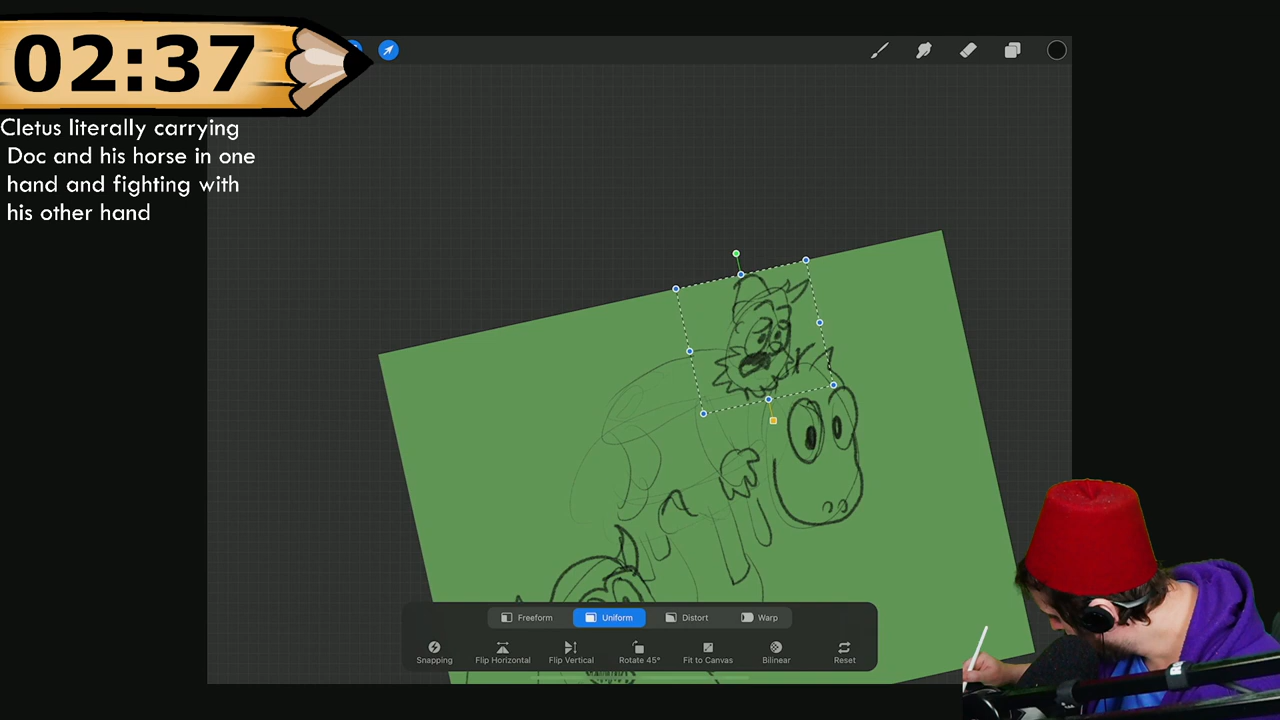 02:37
Cletus literally carrying
Doc and his horse in one
hand and fighting with
his other hand
Freeform
Uniform
Distort
Warp
Snapping
Flip Horizontal
Flip Vertical
Rotate 45°
Fit to Canvas
Bilinear
Reset